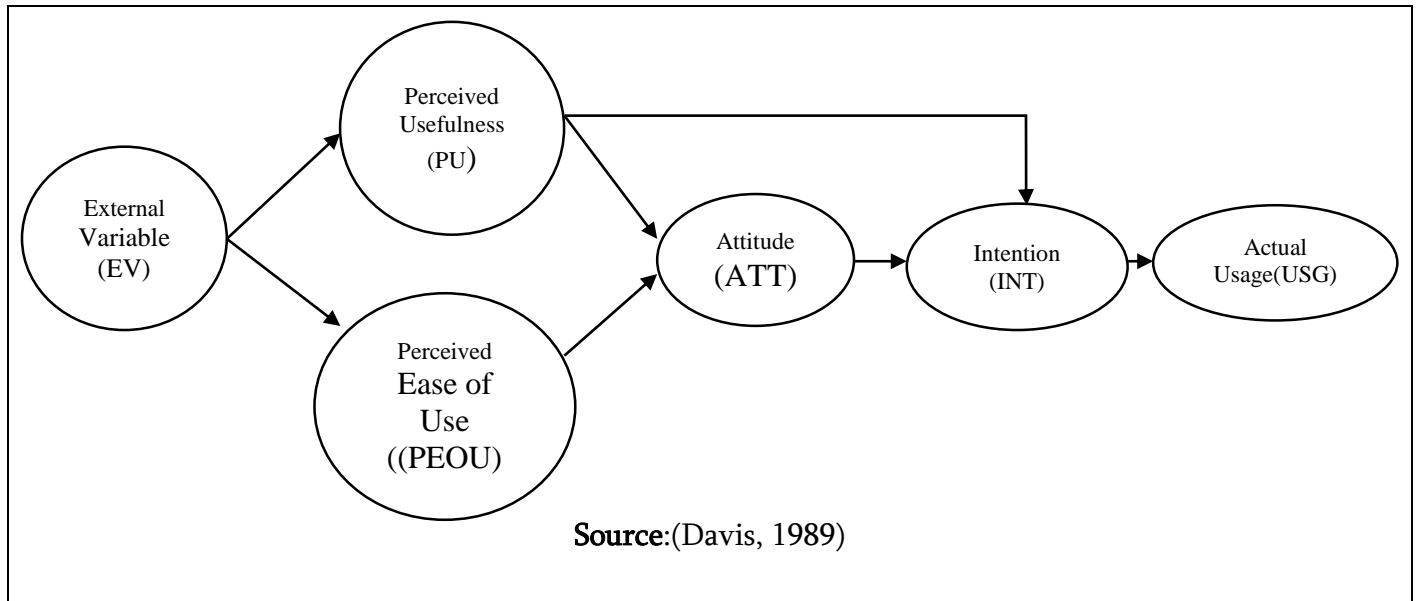 External
Variable
(EV)
Perceived
Usefulness
(PU)
Perceived
Ease of
Use
((PEOU)
Attitude
(ATT)
Intention
(INT)
Actual
Usage(USG)
Source:(Davis, 1989)